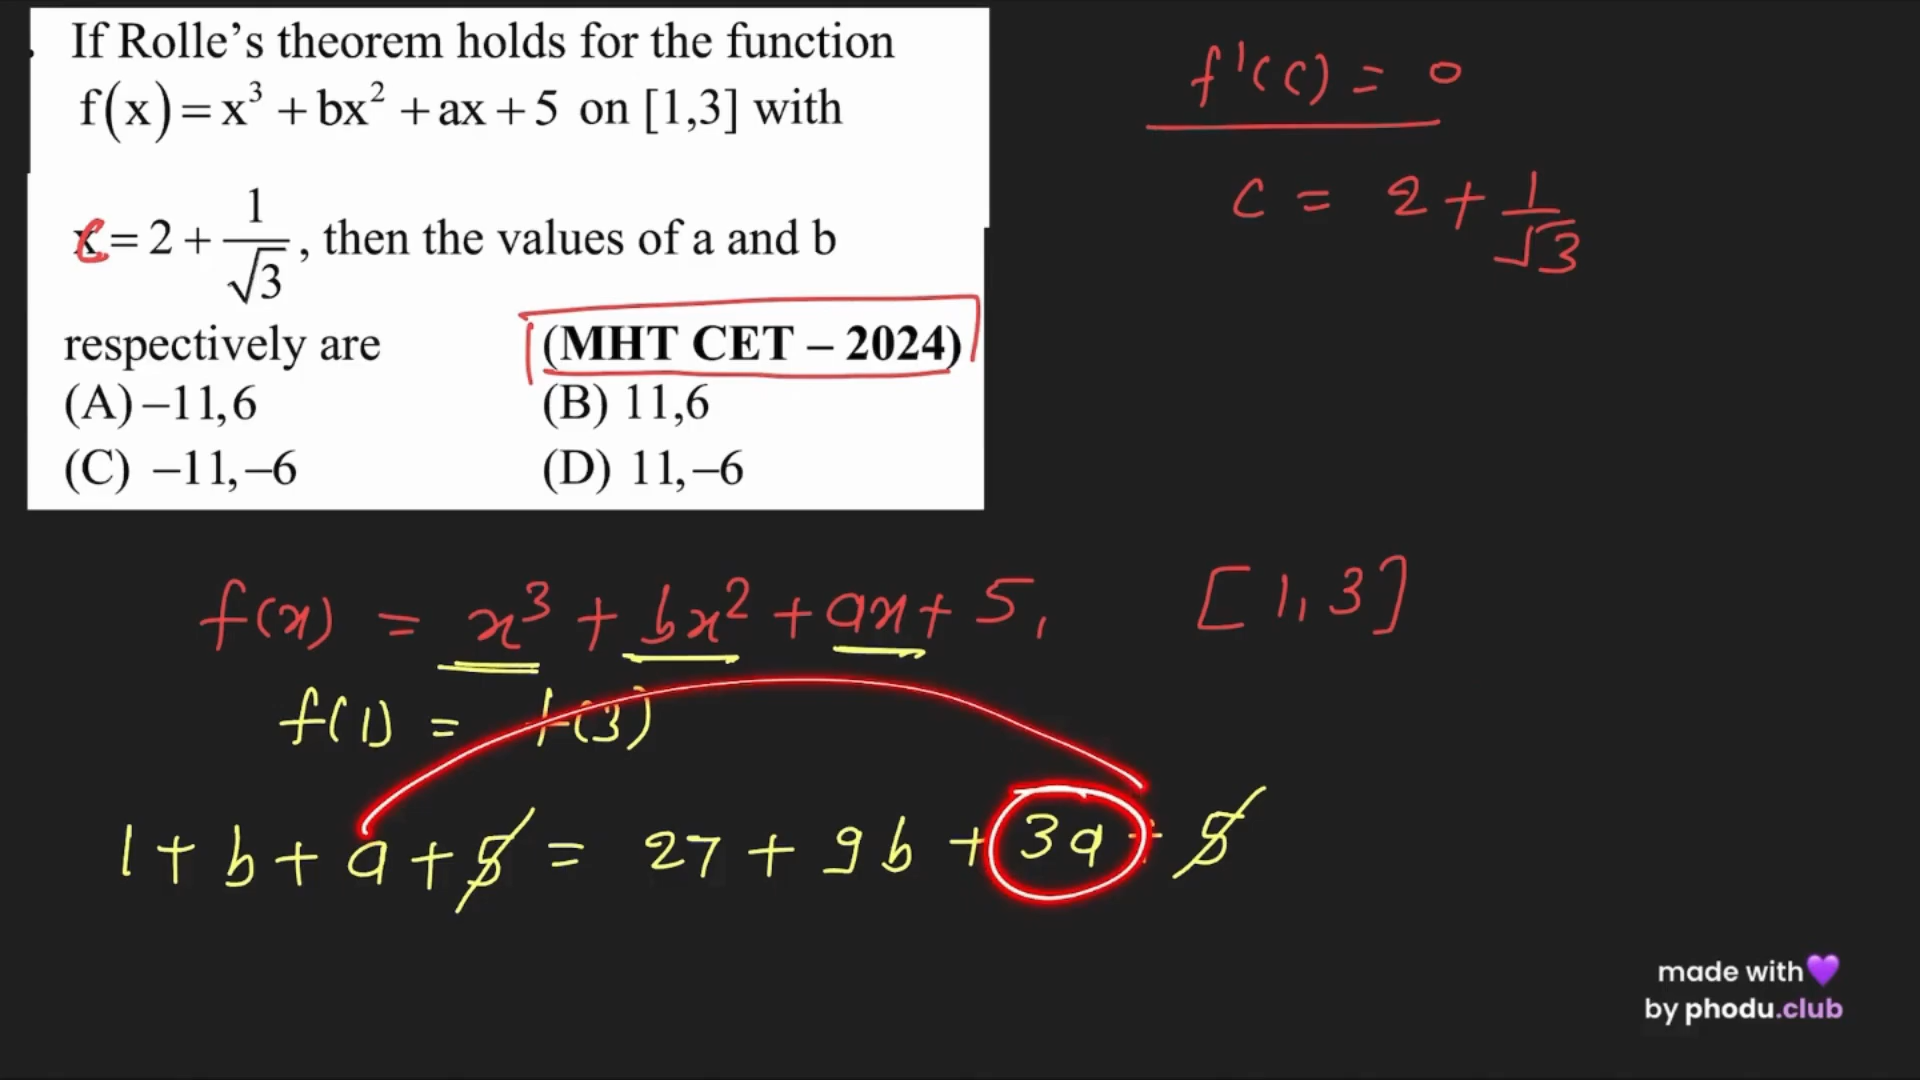 . If Rolle's theorem holds for the function
f(x) = x³ + bx² + ax + 5 on [1,3] with
c = 2 + 1/√3, then the values of a and b
respectively are (MHT CET – 2024)
(A) –11,6 (B) 11,6
(C) –11,–6 (D) 11,–6
f'(c) = 0
c = 2 + 1/√3
f(x) = x³ + bx² + ax + 5, [1,3]
f(1) = f(3)
1 + b + a + 5 = 27 + 9b + 3a + 5
made with💜
by phodu.club